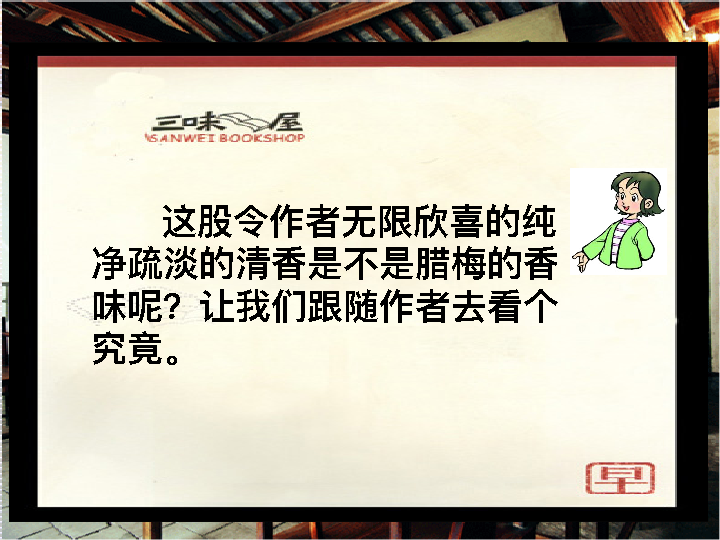 三味屋
SANWEI BOOKSHOP
这股令作者无限欣喜的纯
净疏淡的清香是不是腊梅的香
味呢？让我们跟随作者去看个
究竟。
早